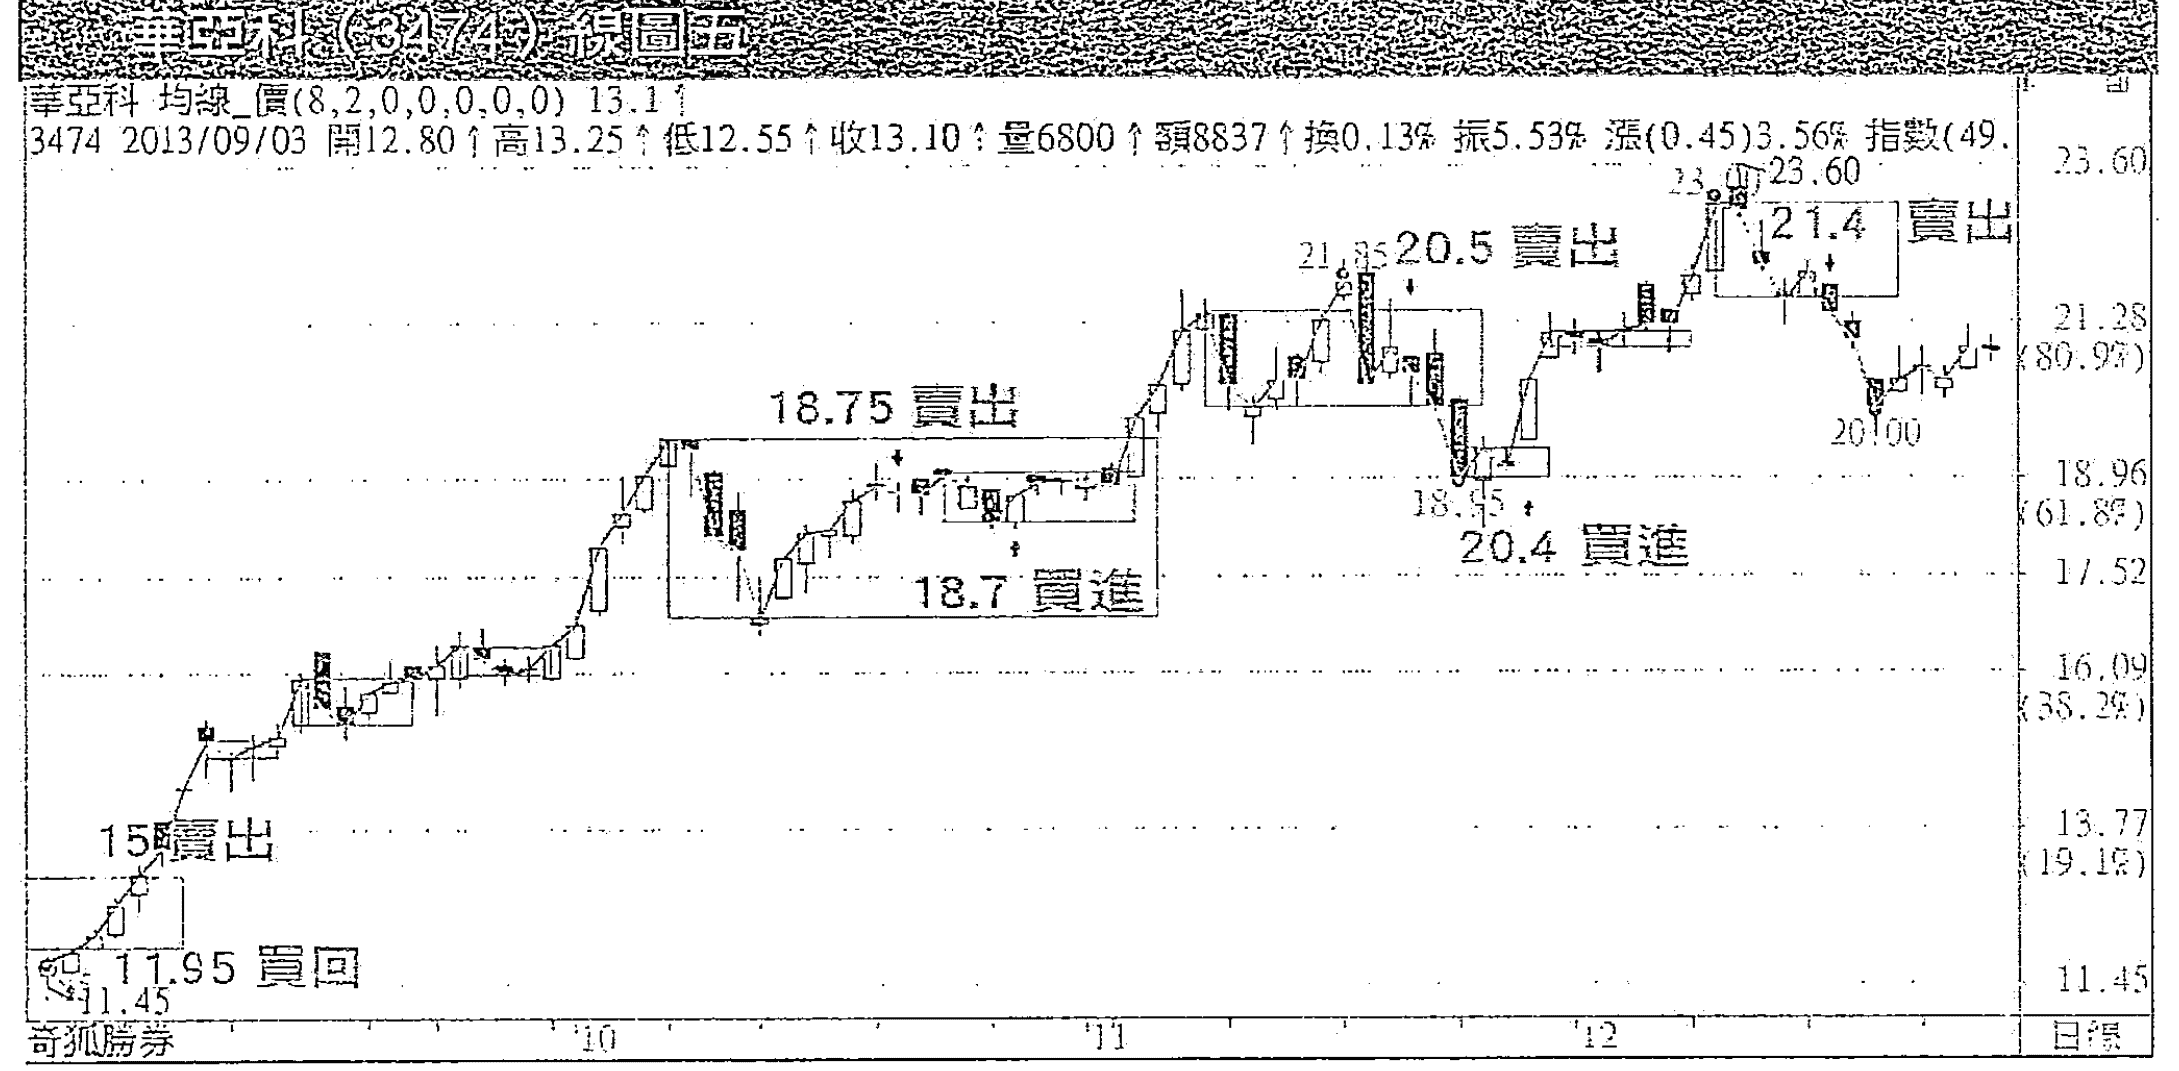 華亞科（3474）線圖五
華亞科 均線_價(8,2,0,0,0,0,0) 13.1↑
3474 2013/09/03 開12.80↑高13.25↑低12.55↑收13.10↑量6800↑額8837↑換0.13% 振5.53% 漲(0.45)3.56% 指數(49.
23.60
23.60
21.4 賣出
21.85
20.5 賣出
21.28
(80.9%)
18.75 賣出
20.00
18.96
(61.8%)
18.95
20.4 買進
18.7 買進
17.52
16.09
(38.2%)
15 賣出
13.77
(19.1%)
11.95 買回
11.45
11.45
奇狐勝券 '10 '11 '12 日線